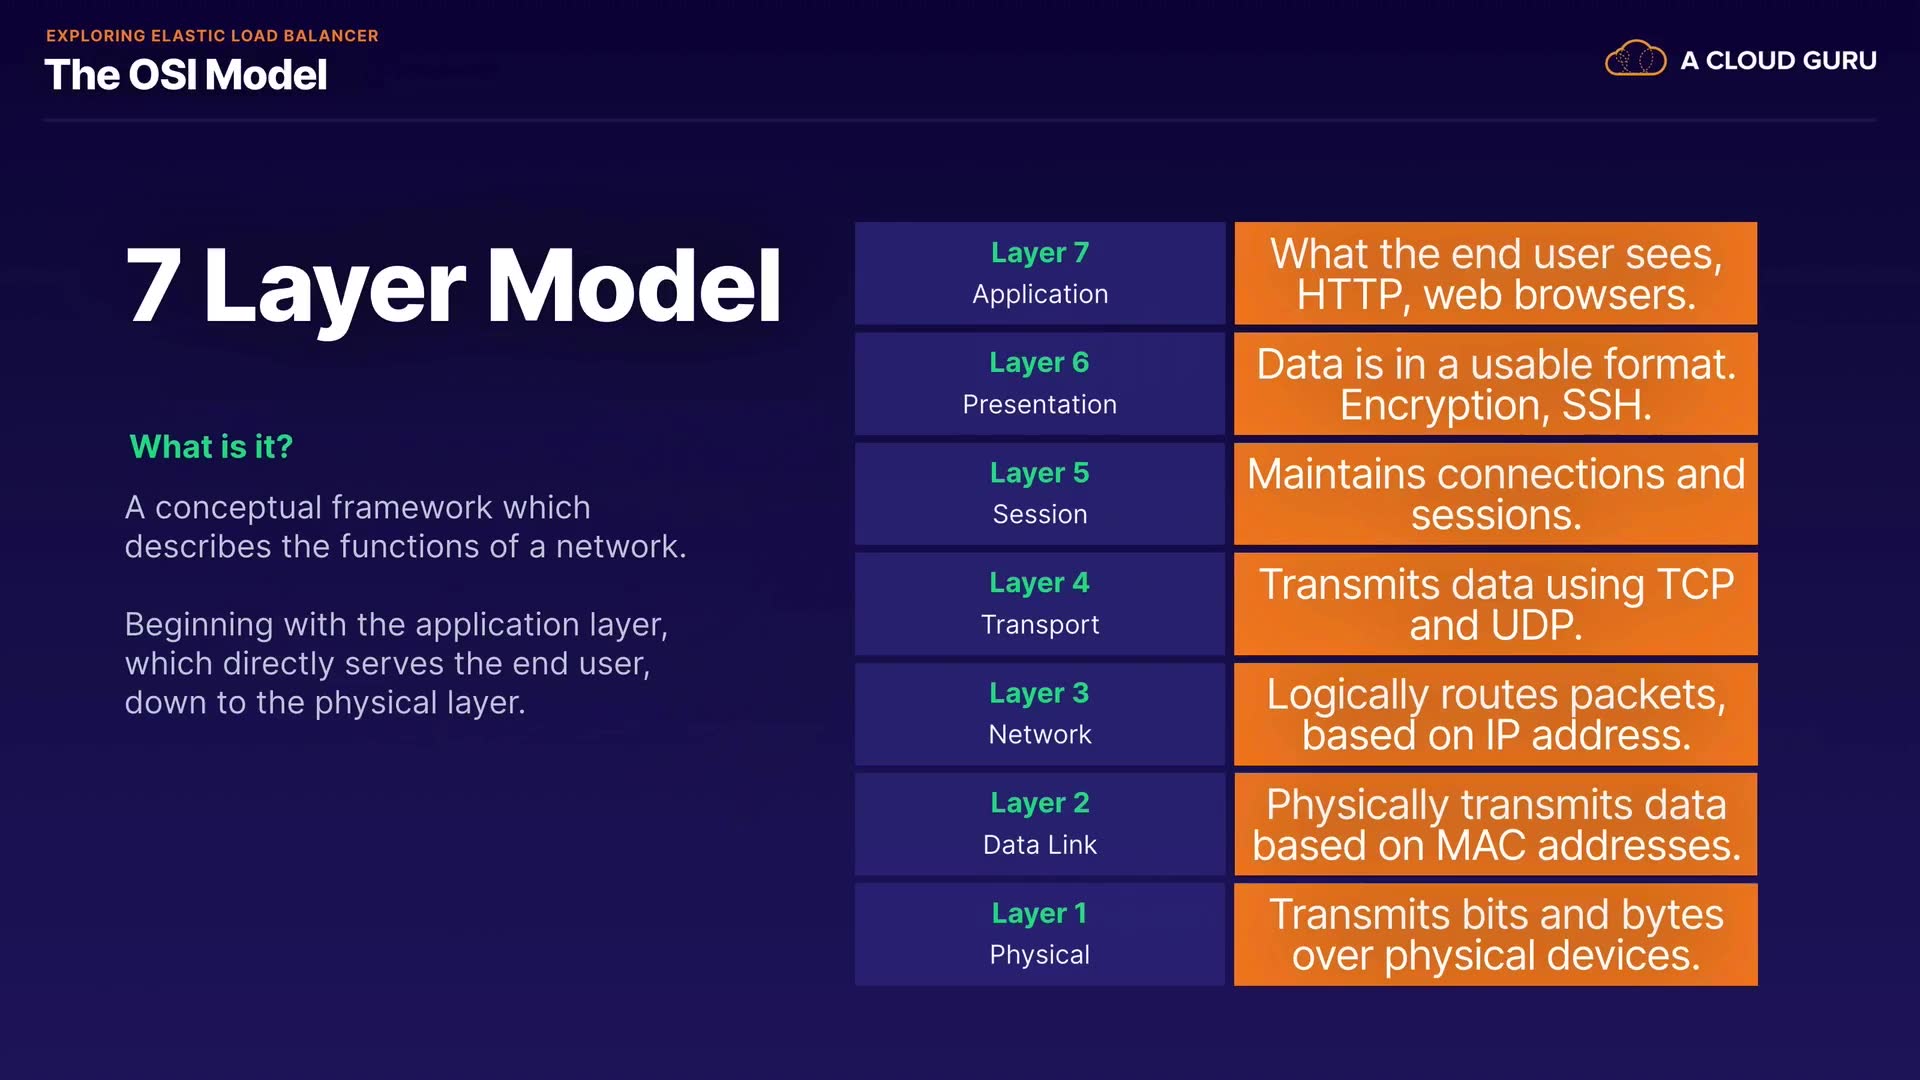 EXPLORING ELASTIC LOAD BALANCER
The OSI Model
A CLOUD GURU
7 Layer Model
What is it?
A conceptual framework which
describes the functions of a network.
Beginning with the application layer,
which directly serves the end user,
down to the physical layer.
Layer 7
Application
What the end user sees,
HTTP, web browsers.
Layer 6
Presentation
Data is in a usable format.
Encryption, SSH.
Layer 5
Session
Maintains connections and
sessions.
Layer 4
Transport
Transmits data using TCP
and UDP.
Layer 3
Network
Logically routes packets,
based on IP address.
Layer 2
Data Link
Physically transmits data
based on MAC addresses.
Layer 1
Physical
Transmits bits and bytes
over physical devices.